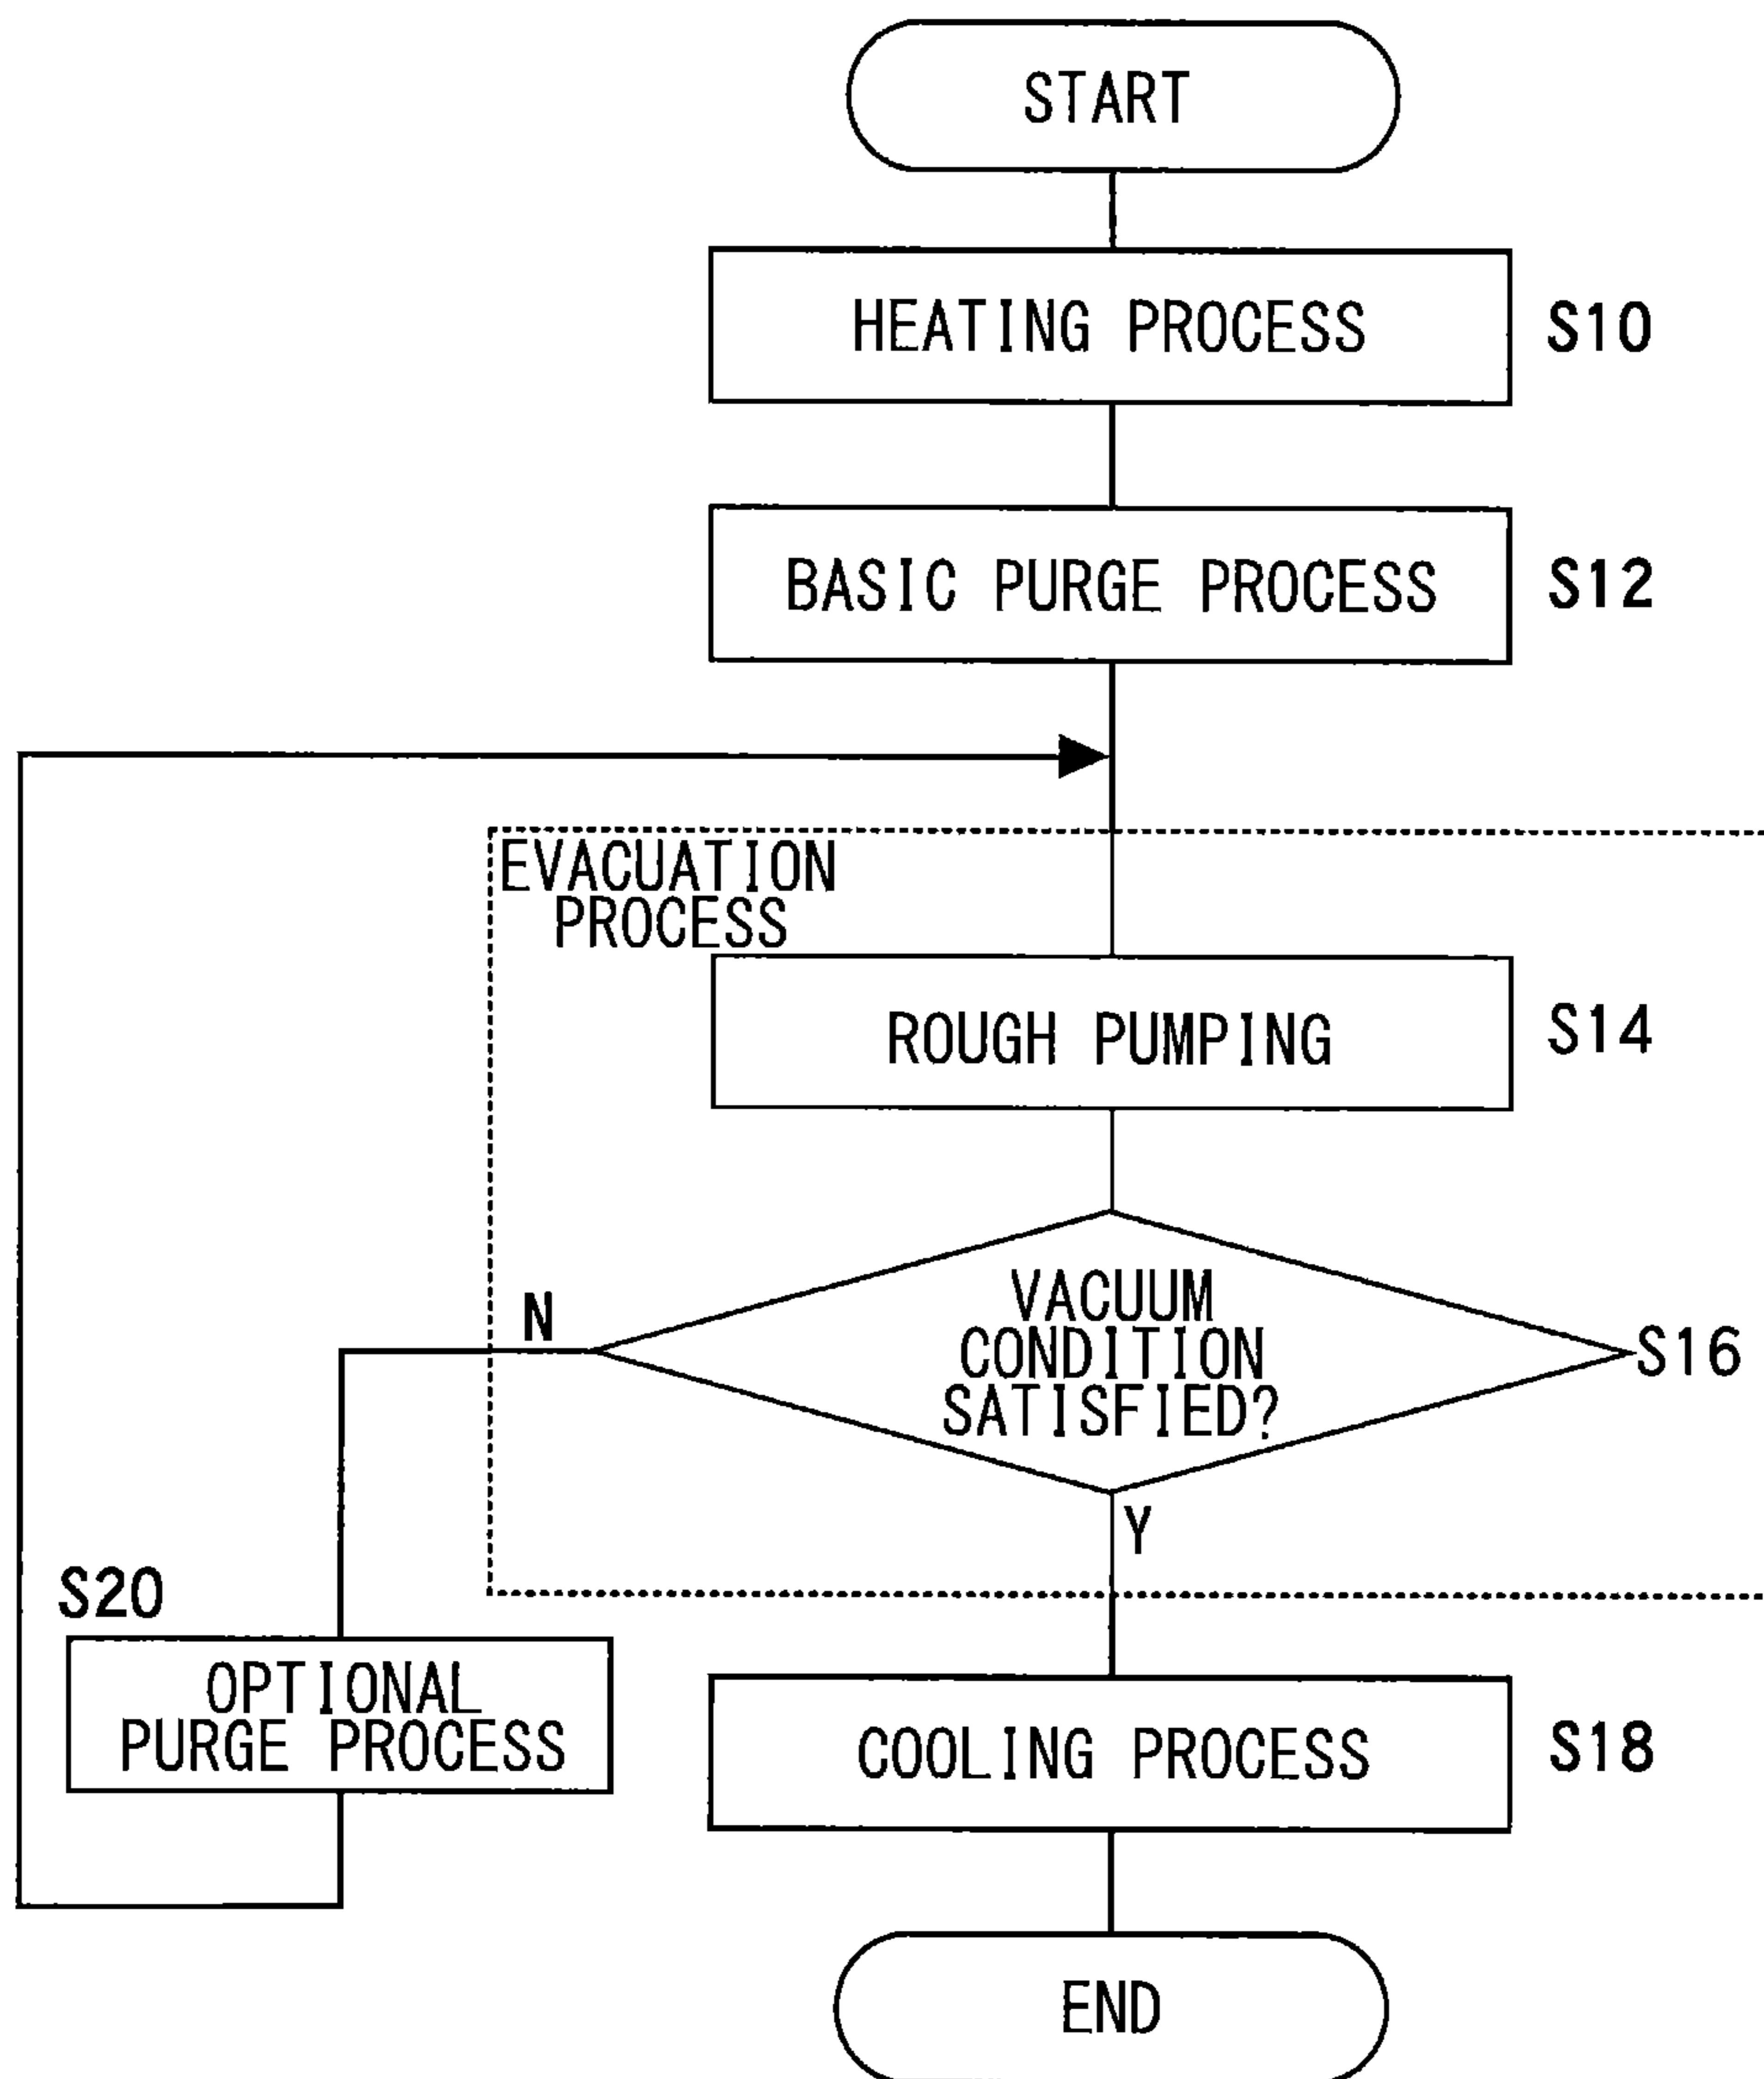 START
HEATING PROCESS
S10
BASIC PURGE PROCESS
S12
EVACUATION
PROCESS
ROUGH PUMPING
S14
VACUUM
CONDITION
SATISFIED?
S16
N
Y
S20
OPTIONAL
PURGE PROCESS
COOLING PROCESS
S18
END